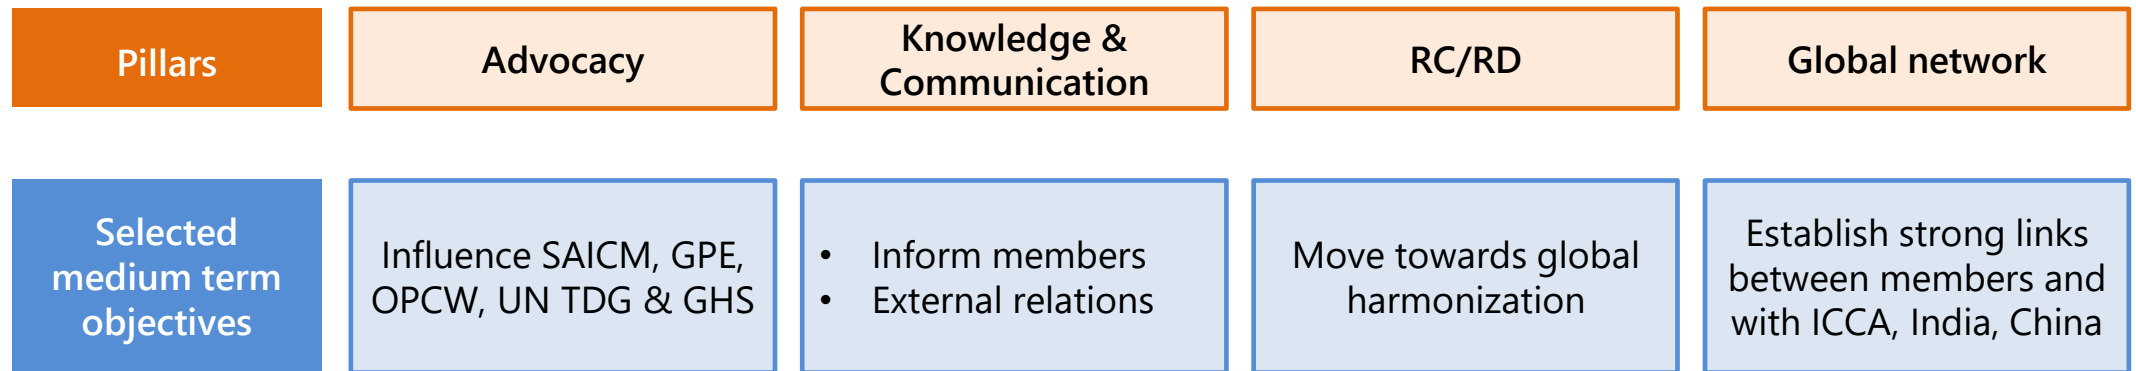 Pillars
Advocacy
Knowledge &
Communication
RC/RD
Global network
Selected
medium term
objectives
Influence SAICM, GPE,
OPCW, UN TDG & GHS
• Inform members
• External relations
Move towards global
harmonization
Establish strong links
between members and
with ICCA, India, China